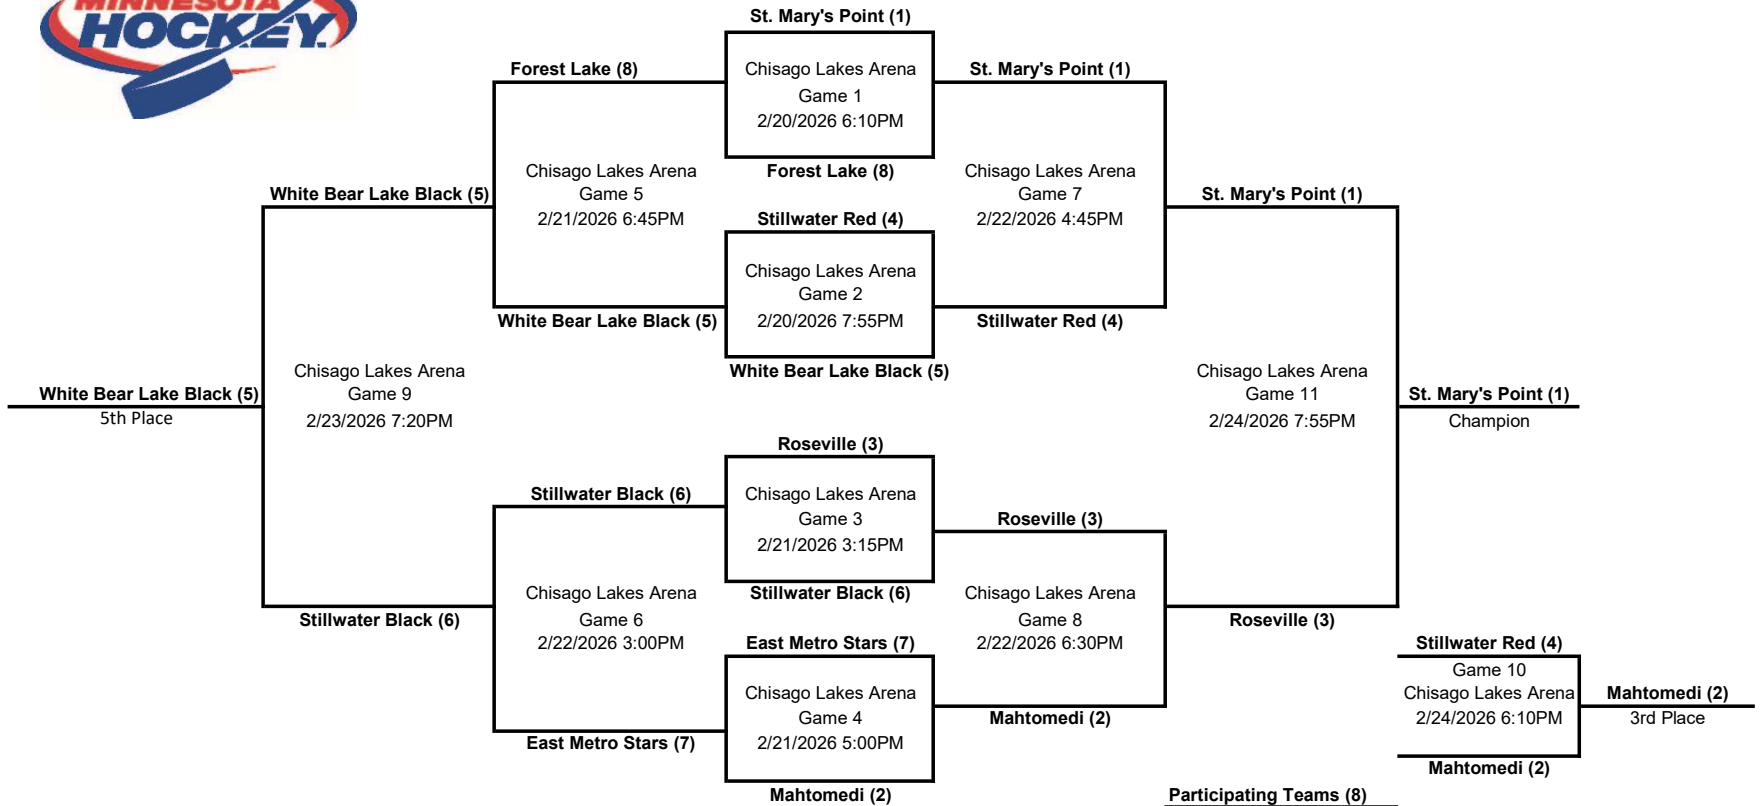 MINNESOTA
HOCKEY
St. Mary's Point (1)
Forest Lake (8)
Chisago Lakes Arena
Game 1
2/20/2026 6:10PM
St. Mary's Point (1)
Forest Lake (8)
White Bear Lake Black (5)
Chisago Lakes Arena
Game 5
2/21/2026 6:45PM
Chisago Lakes Arena
Game 7
2/22/2026 4:45PM
St. Mary's Point (1)
Stillwater Red (4)
Chisago Lakes Arena
Game 2
2/20/2026 7:55PM
White Bear Lake Black (5)
Stillwater Red (4)
White Bear Lake Black (5)
White Bear Lake Black (5)
5th Place
Chisago Lakes Arena
Game 9
2/23/2026 7:20PM
Chisago Lakes Arena
Game 11
2/24/2026 7:55PM
St. Mary's Point (1)
Champion
Roseville (3)
Stillwater Black (6)
Chisago Lakes Arena
Game 3
2/21/2026 3:15PM
Roseville (3)
Stillwater Black (6)
Stillwater Black (6)
Chisago Lakes Arena
Game 6
2/22/2026 3:00PM
Chisago Lakes Arena
Game 8
2/22/2026 6:30PM
Roseville (3)
East Metro Stars (7)
Chisago Lakes Arena
Game 4
2/21/2026 5:00PM
East Metro Stars (7)
Mahtomedi (2)
Mahtomedi (2)
Stillwater Red (4)
Game 10
Chisago Lakes Arena
2/24/2026 6:10PM
Mahtomedi (2)
3rd Place
Mahtomedi (2)
Participating Teams (8)